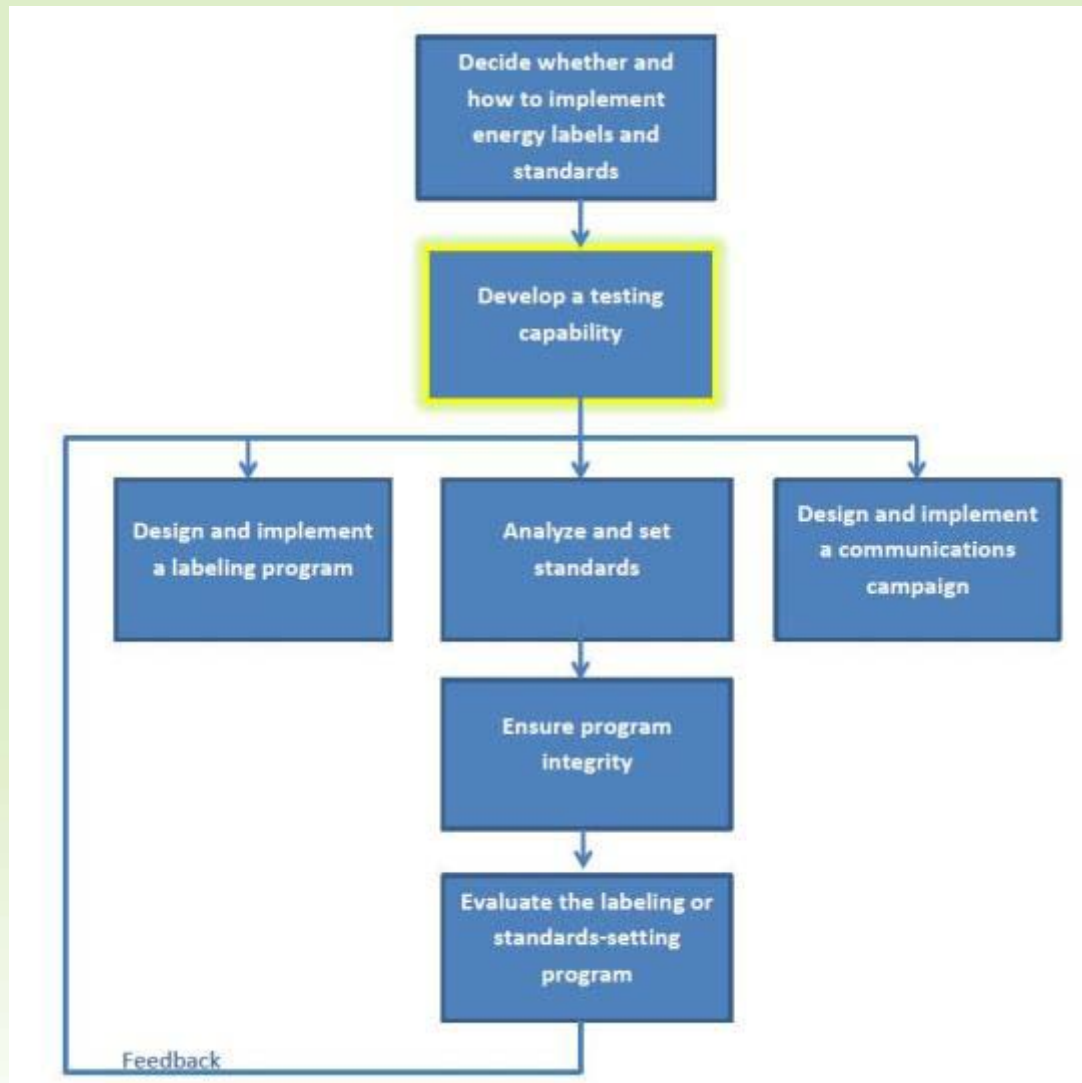 Decide whether and
how to implement
energy labels and
standards
Develop a testing
capability
Design and implement
a labeling program
Analyze and set
standards
Design and implement
a communications
campaign
Ensure program
integrity
Evaluate the labeling or
standards-setting
program
Feedback